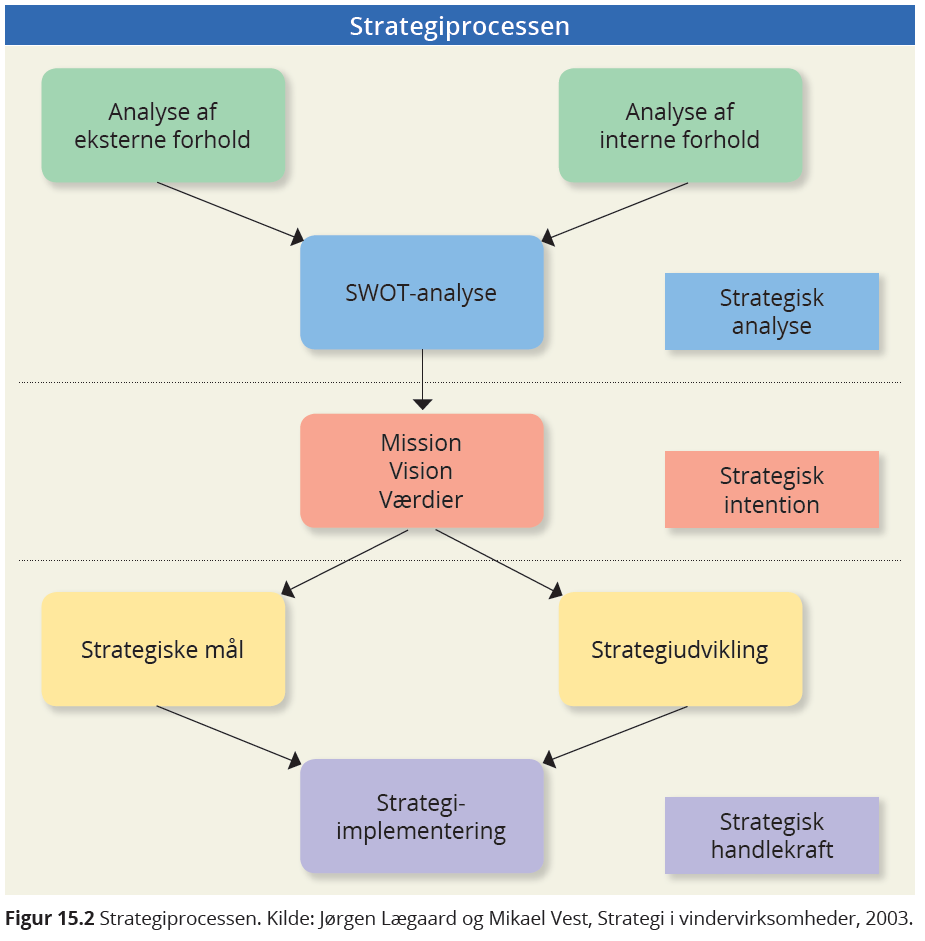 Strategiprocessen
Analyse af
eksterne forhold
Analyse af
interne forhold
SWOT-analyse
Strategisk
analyse
Mission
Vision
Værdier
Strategisk
intention
Strategiske mål
Strategiudvikling
Strategi-
implementering
Strategisk
handlekraft
Figur 15.2 Strategiprocessen. Kilde: Jørgen Lægaard og Mikael Vest, Strategi i vindervirksomheder, 2003.